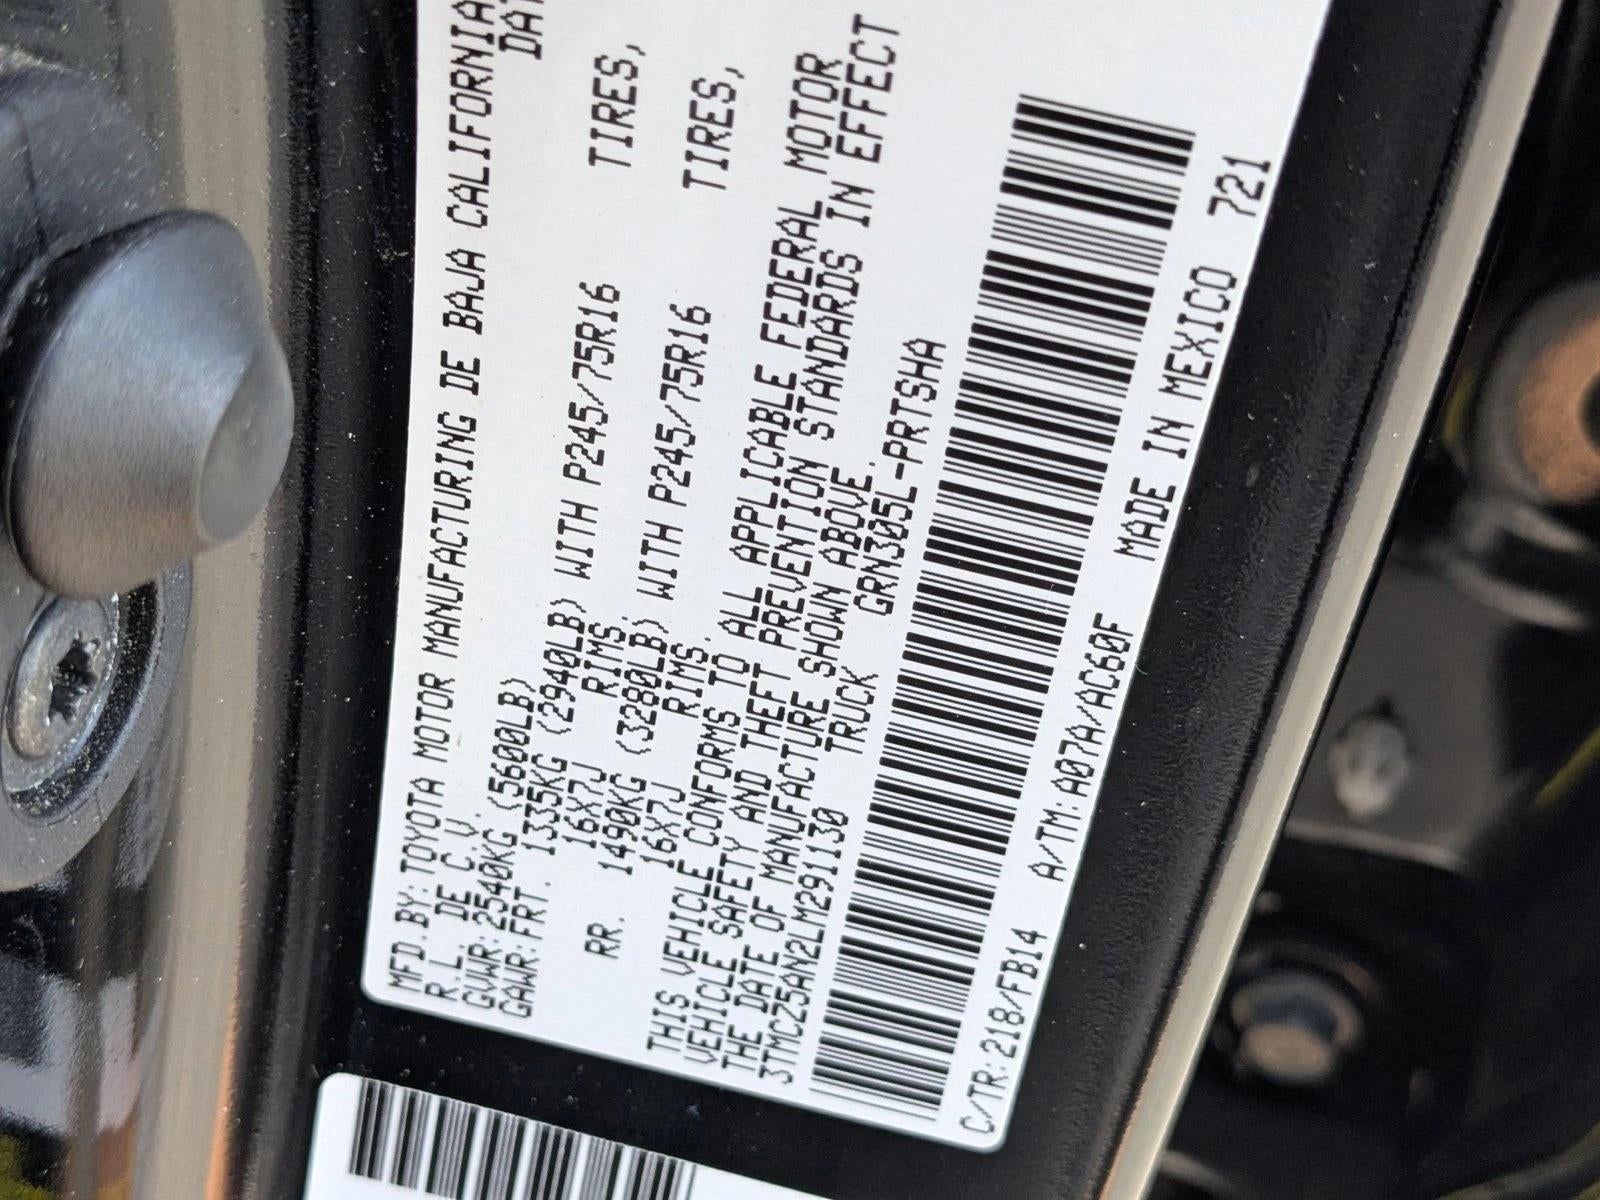 MFD.BY:TOYOTA MOTOR MANUFACTURING DE BAJA CALIFORNIA
R.L. DE C.V.
GVWR:2540KG (5600LB)
GAWR:FRT. 1335KG (2940LB) WITH P245/75R16 TIRES,
16X7J RIMS.
RR. 1490KG (3280LB) WITH P245/75R16 TIRES,
16X7J RIMS.
THIS VEHICLE CONFORMS TO ALL APPLICABLE FEDERAL MOTOR
VEHICLE SAFETY AND THEFT PREVENTION STANDARDS IN EFFECT
THE DATE OF MANUFACTURE SHOWN ABOVE.
3TMCZ5AN2LM291130 TRUCK GRN305L-PRTSHA
C/TR:218/FB14 A/TM:A07A/AC60F MADE IN MEXICO 721